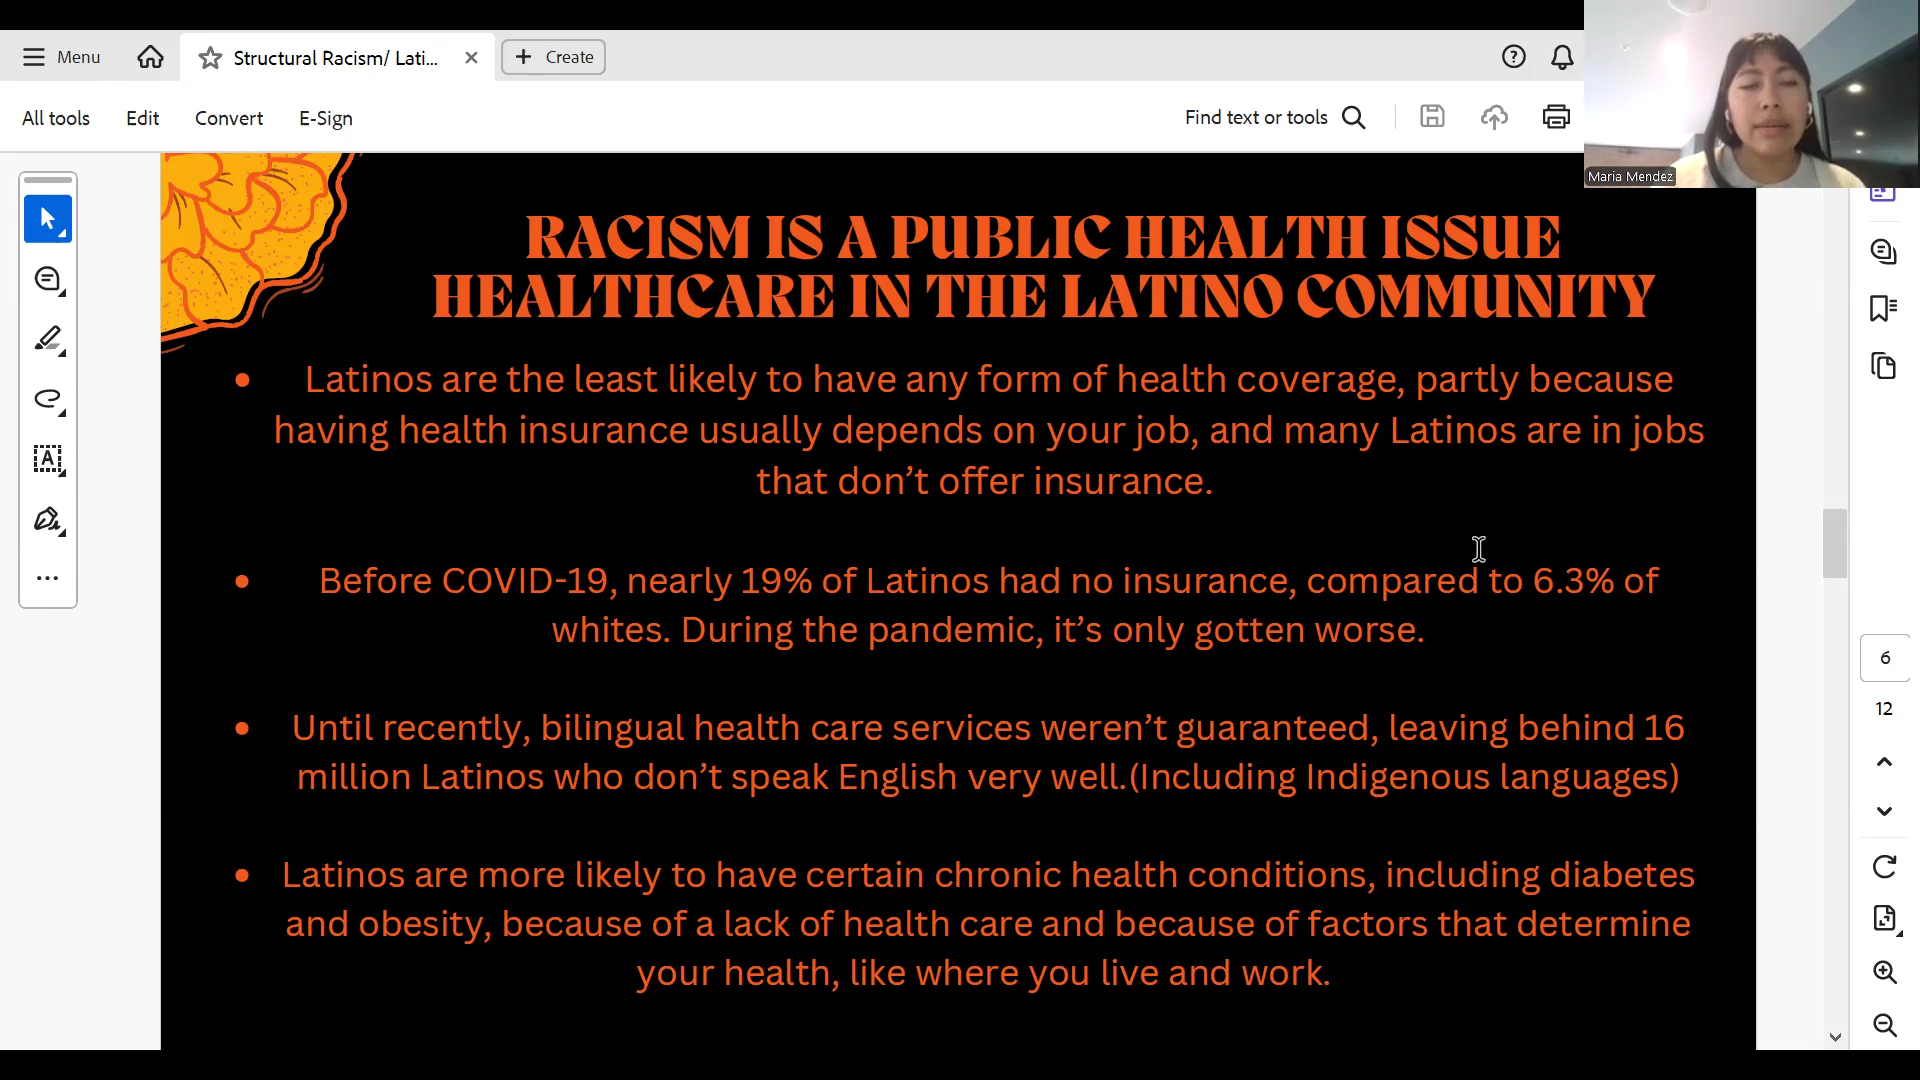 Menu
Structural Racism/ Lati...
Create
All tools
Edit
Convert
E-Sign
Find text or tools
Maria Mendez
RACISM IS A PUBLIC HEALTH ISSUE
HEALTHCARE IN THE LATINO COMMUNITY
• Latinos are the least likely to have any form of health coverage, partly because
having health insurance usually depends on your job, and many Latinos are in jobs
that don’t offer insurance.
• Before COVID-19, nearly 19% of Latinos had no insurance, compared to 6.3% of
whites. During the pandemic, it’s only gotten worse.
• Until recently, bilingual health care services weren’t guaranteed, leaving behind 16
million Latinos who don’t speak English very well.(Including Indigenous languages)
• Latinos are more likely to have certain chronic health conditions, including diabetes
and obesity, because of a lack of health care and because of factors that determine
your health, like where you live and work.
6
12